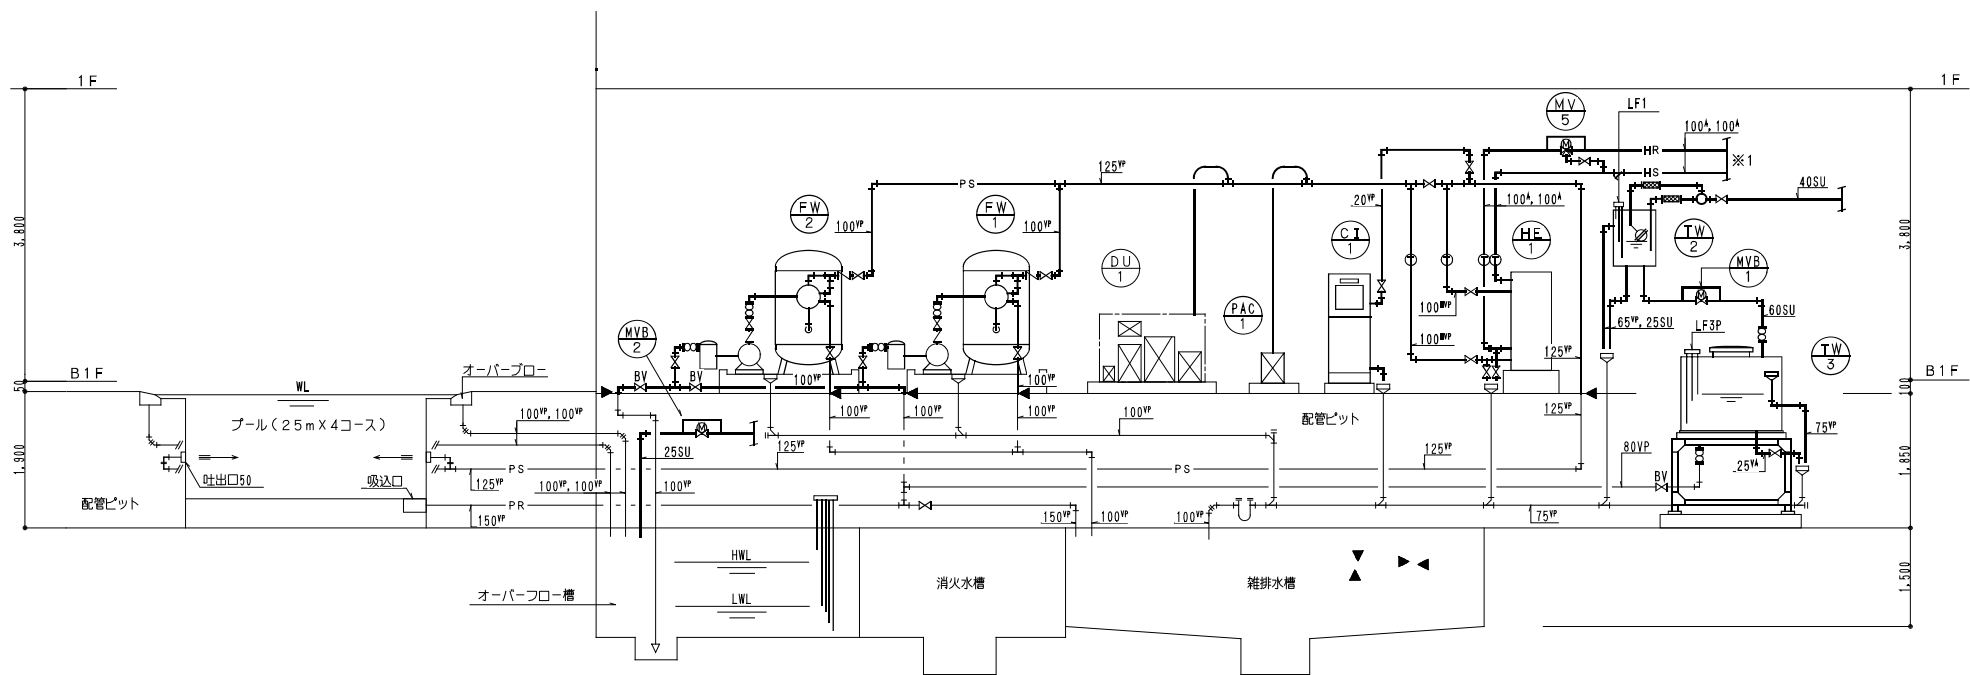 1F
1F
MV
5
LF1
100A, 100A
HR
HS
※1
125VP
PS
40SU
FW
2
FW
1
20VP
100A, 100A
CI
1
HE
1
TW
2
3,800
3,800
100VP
100VP
DU
1
MVB
1
PAC
1
60SU
65VP, 25SU
LF3P
MVB
2
TW
3
125VP
B1F
B1F
オーバーブロー
BV
BV
100VP
100VP
WL
プール(25m×4コース)
100VP, 100VP
100VP
100VP
100VP
100VP
125VP
配管ピット
100
1,900
25SU
125VP
125VP
75VP
80VP
PS
PS
BV
25VA
1,850
吐出口50
吸込口
125VP
100VP, 100VP
100VP
配管ピット
PR
150VP
150VP
100VP
100VP
75VP
HWL
LWL
オーバーフロー槽
消火水槽
雑排水槽
1,500